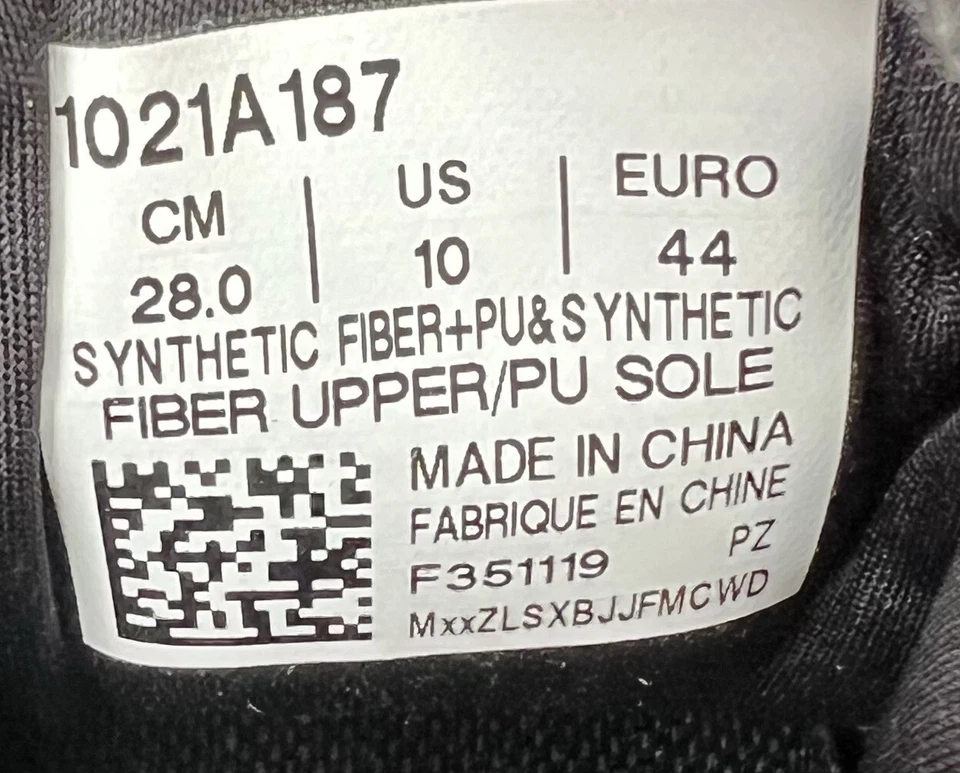 1021A187
CM | US | EURO
28.0 | 10 | 44
SYNTHETIC FIBER+PU&SYNTHETIC
FIBER UPPER/PU SOLE
MADE IN CHINA
FABRIQUE EN CHINE
F351119 PZ
MxxZLSXBJJFMCWD